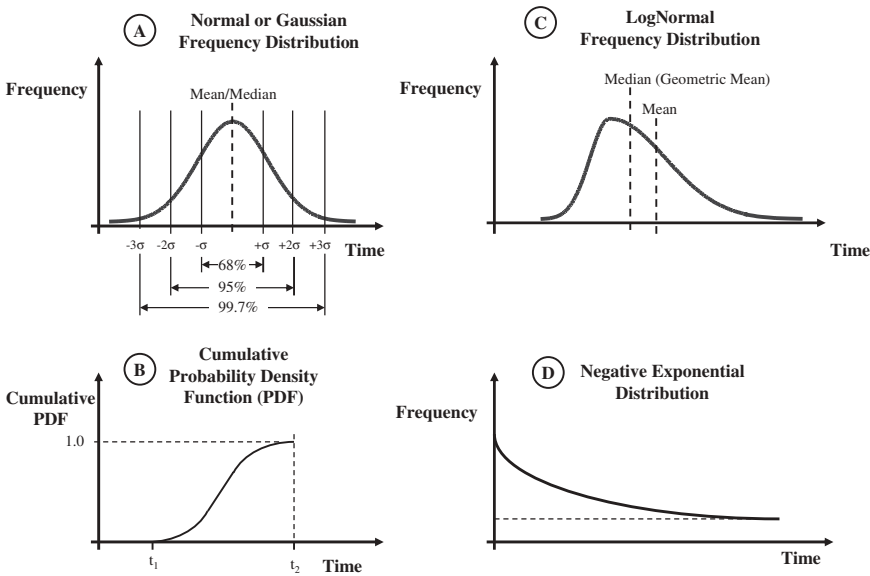 A
Normal or Gaussian
Frequency Distribution
Frequency
Mean/Median
-3σ -2σ -σ +σ +2σ +3σ
Time
68%
95%
99.7%
C
LogNormal
Frequency Distribution
Frequency
Median (Geometric Mean)
Mean
Time
B
Cumulative
Probability Density
Function (PDF)
Cumulative
PDF
1.0
t1 t2 Time
D
Negative Exponential
Distribution
Frequency
Time